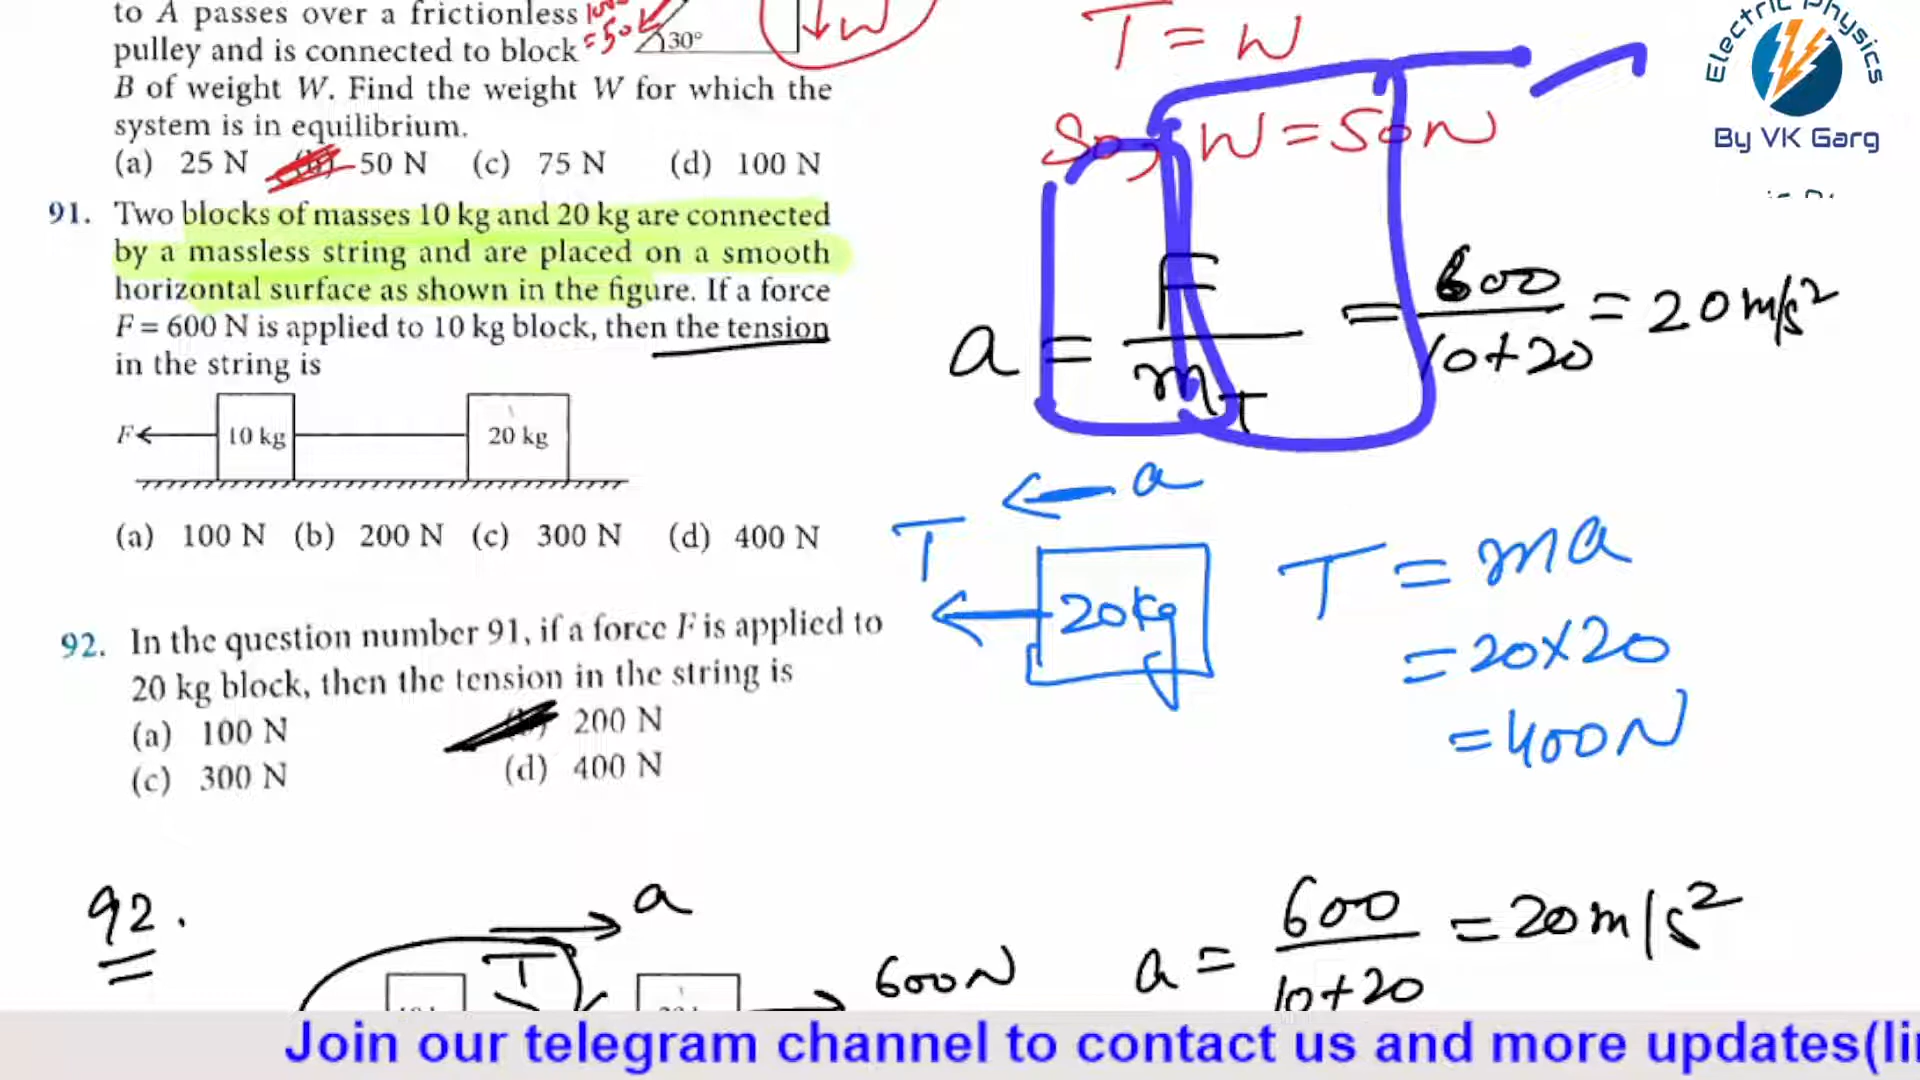 to A passes over a frictionless
pulley and is connected to block
= 50
30°
↓W
B of weight W. Find the weight W for which the
system is in equilibrium.
(a) 25 N (b) 50 N (c) 75 N (d) 100 N
T = W
So, W = 50N
Electric Physics
By VK Garg
91. Two blocks of masses 10 kg and 20 kg are connected
by a massless string and are placed on a smooth
horizontal surface as shown in the figure. If a force
F = 600 N is applied to 10 kg block, then the tension
in the string is
F 10 kg 20 kg
(a) 100 N (b) 200 N (c) 300 N (d) 400 N
a = F/m_T = 600/10+20 = 20 m/s²
a
T
20kg
T = ma
= 20×20
= 400N
92. In the question number 91, if a force F is applied to
20 kg block, then the tension in the string is
(a) 100 N (b) 200 N
(c) 300 N (d) 400 N
92.
a
T
600N
a = 600/10+20 = 20m/s²
Join our telegram channel to contact us and more updates(li